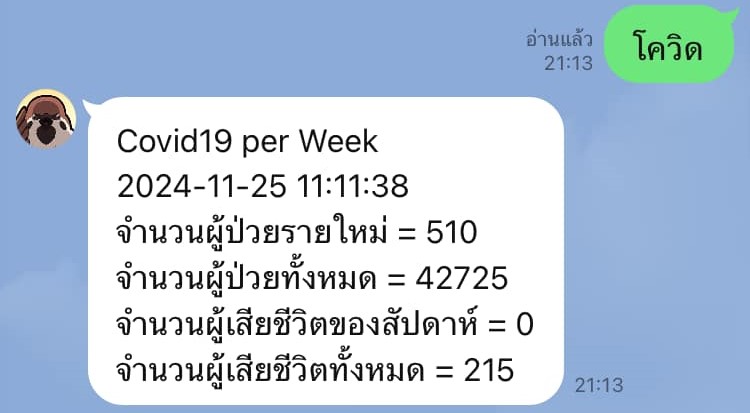 โควิด
อ่านแล้ว
21:13
Covid19 per Week
2024-11-25 11:11:38
จำนวนผู้ป่วยรายใหม่ = 510
จำนวนผู้ป่วยทั้งหมด = 42725
จำนวนผู้เสียชีวิตของสัปดาห์ = 0
จำนวนผู้เสียชีวิตทั้งหมด = 215
21:13